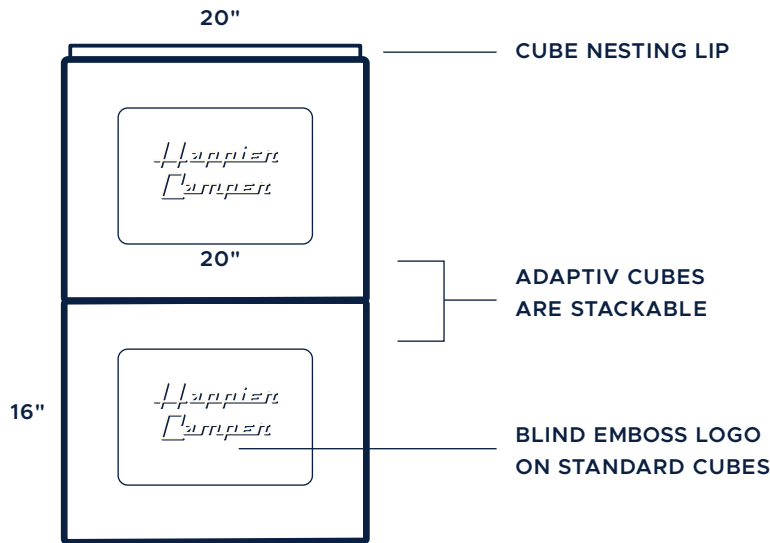 20"
CUBE NESTING LIP
Happier
Camper
20"
ADAPTIV CUBES
ARE STACKABLE
16"
Happier
Camper
BLIND EMBOSS LOGO
ON STANDARD CUBES